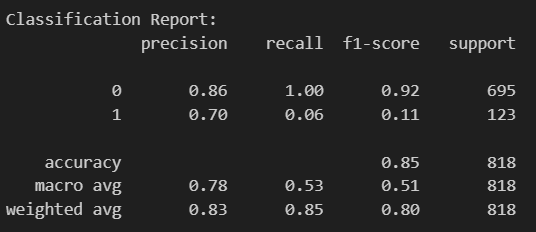 Classification Report:
precision recall f1-score support
0 0.86 1.00 0.92 695
1 0.70 0.06 0.11 123
accuracy 0.85 818
macro avg 0.78 0.53 0.51 818
weighted avg 0.83 0.85 0.80 818